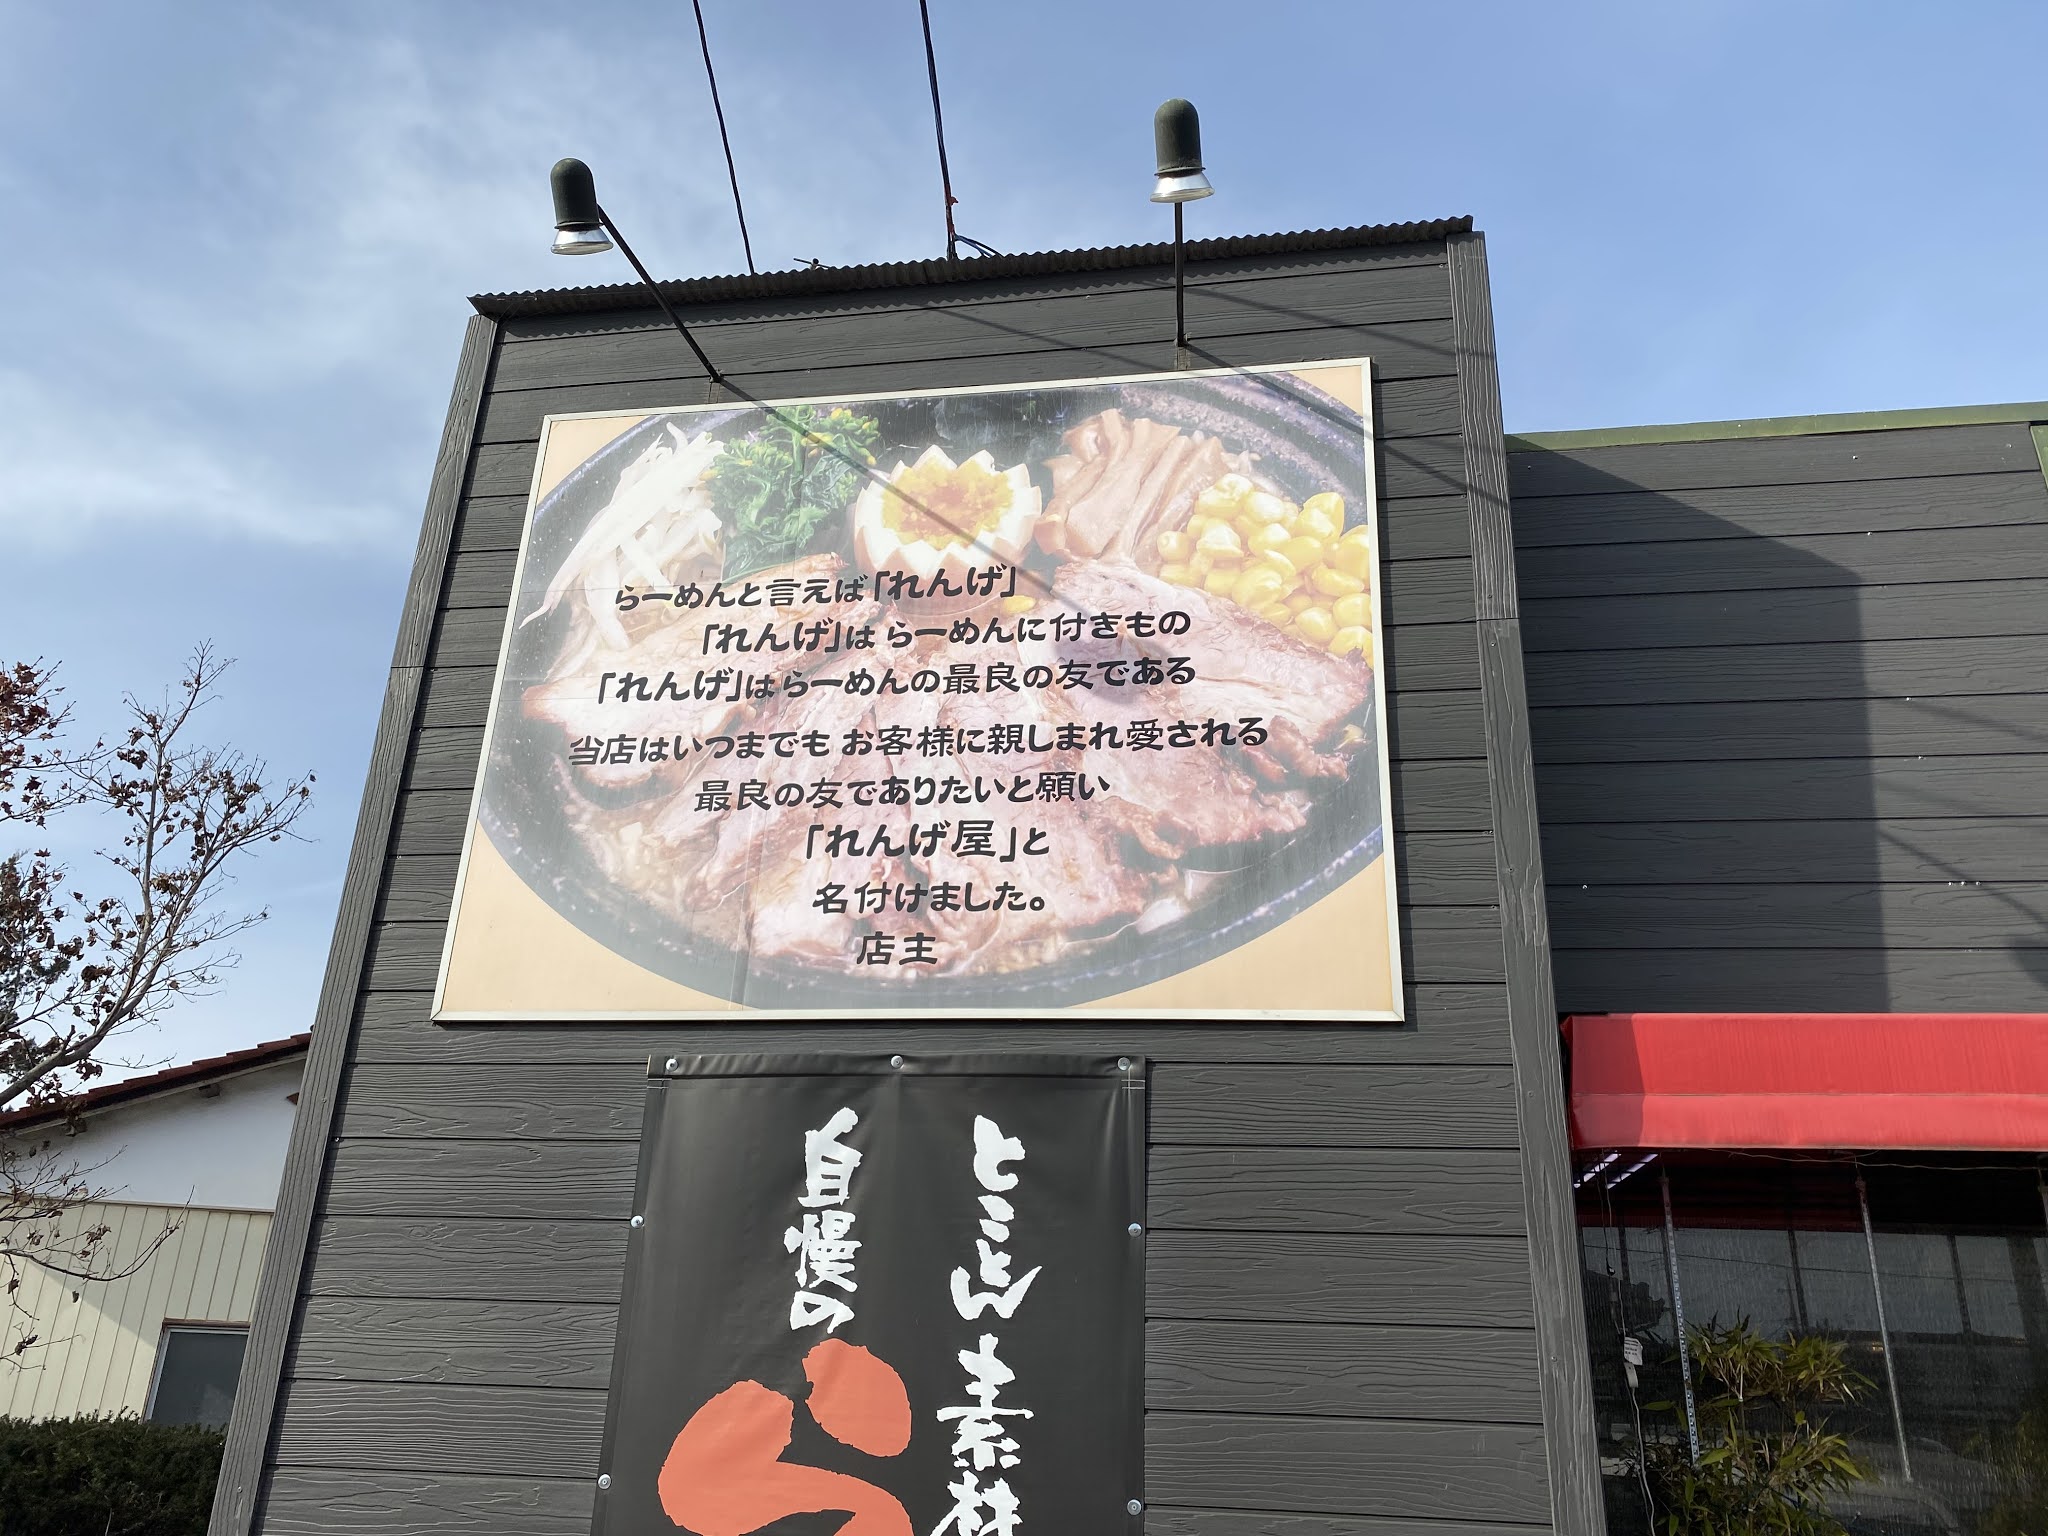 らーめんと言えば「れんげ」
「れんげ」は らーめんに付きもの
「れんげ」はらーめんの最良の友である
当店はいつまでも お客様に親しまれ愛される
最良の友でありたいと願い
「れんげ屋」と
名付けました。
店主
とことん素材
自慢のら